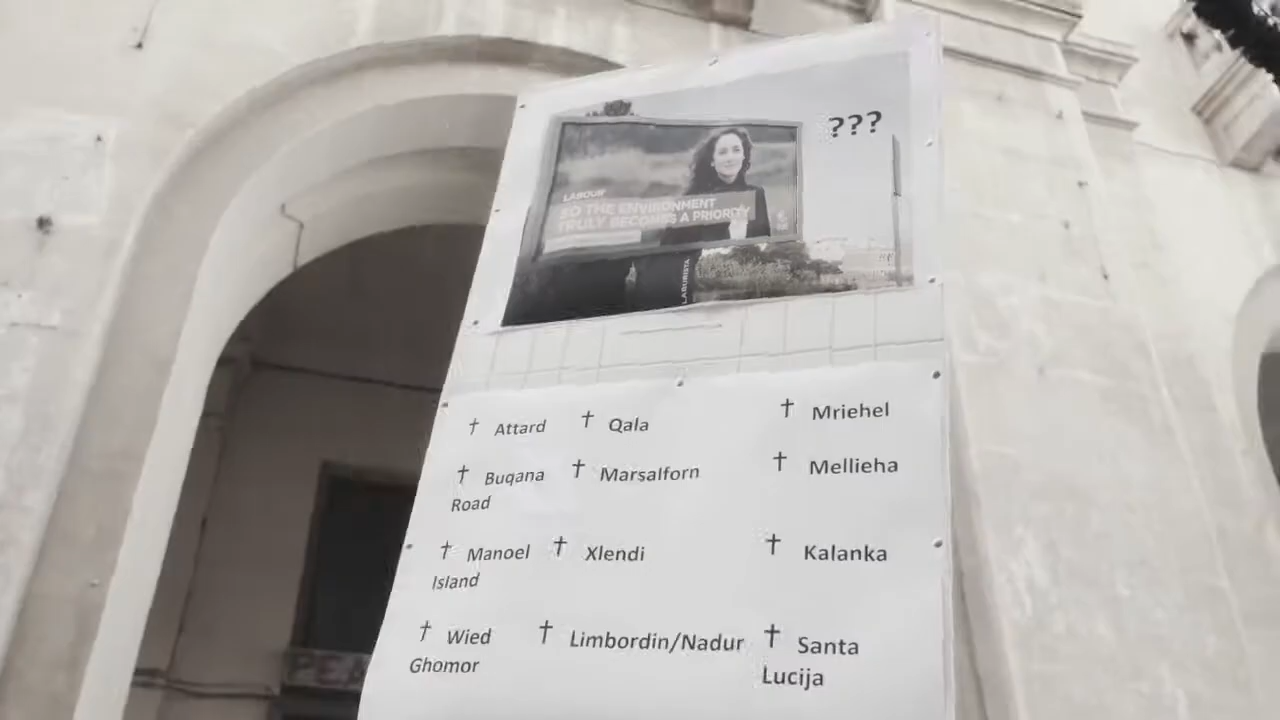 ???
LABOUR
SO THE ENVIRONMENT
TRULY BECOMES A PRIORITY
LABURISTA
† Attard † Qala † Mriehel
† Buqana Road † Marsalforn † Mellieha
† Manoel Island † Xlendi † Kalanka
† Wied Ghomor † Limbordin/Nadur † Santa Lucija